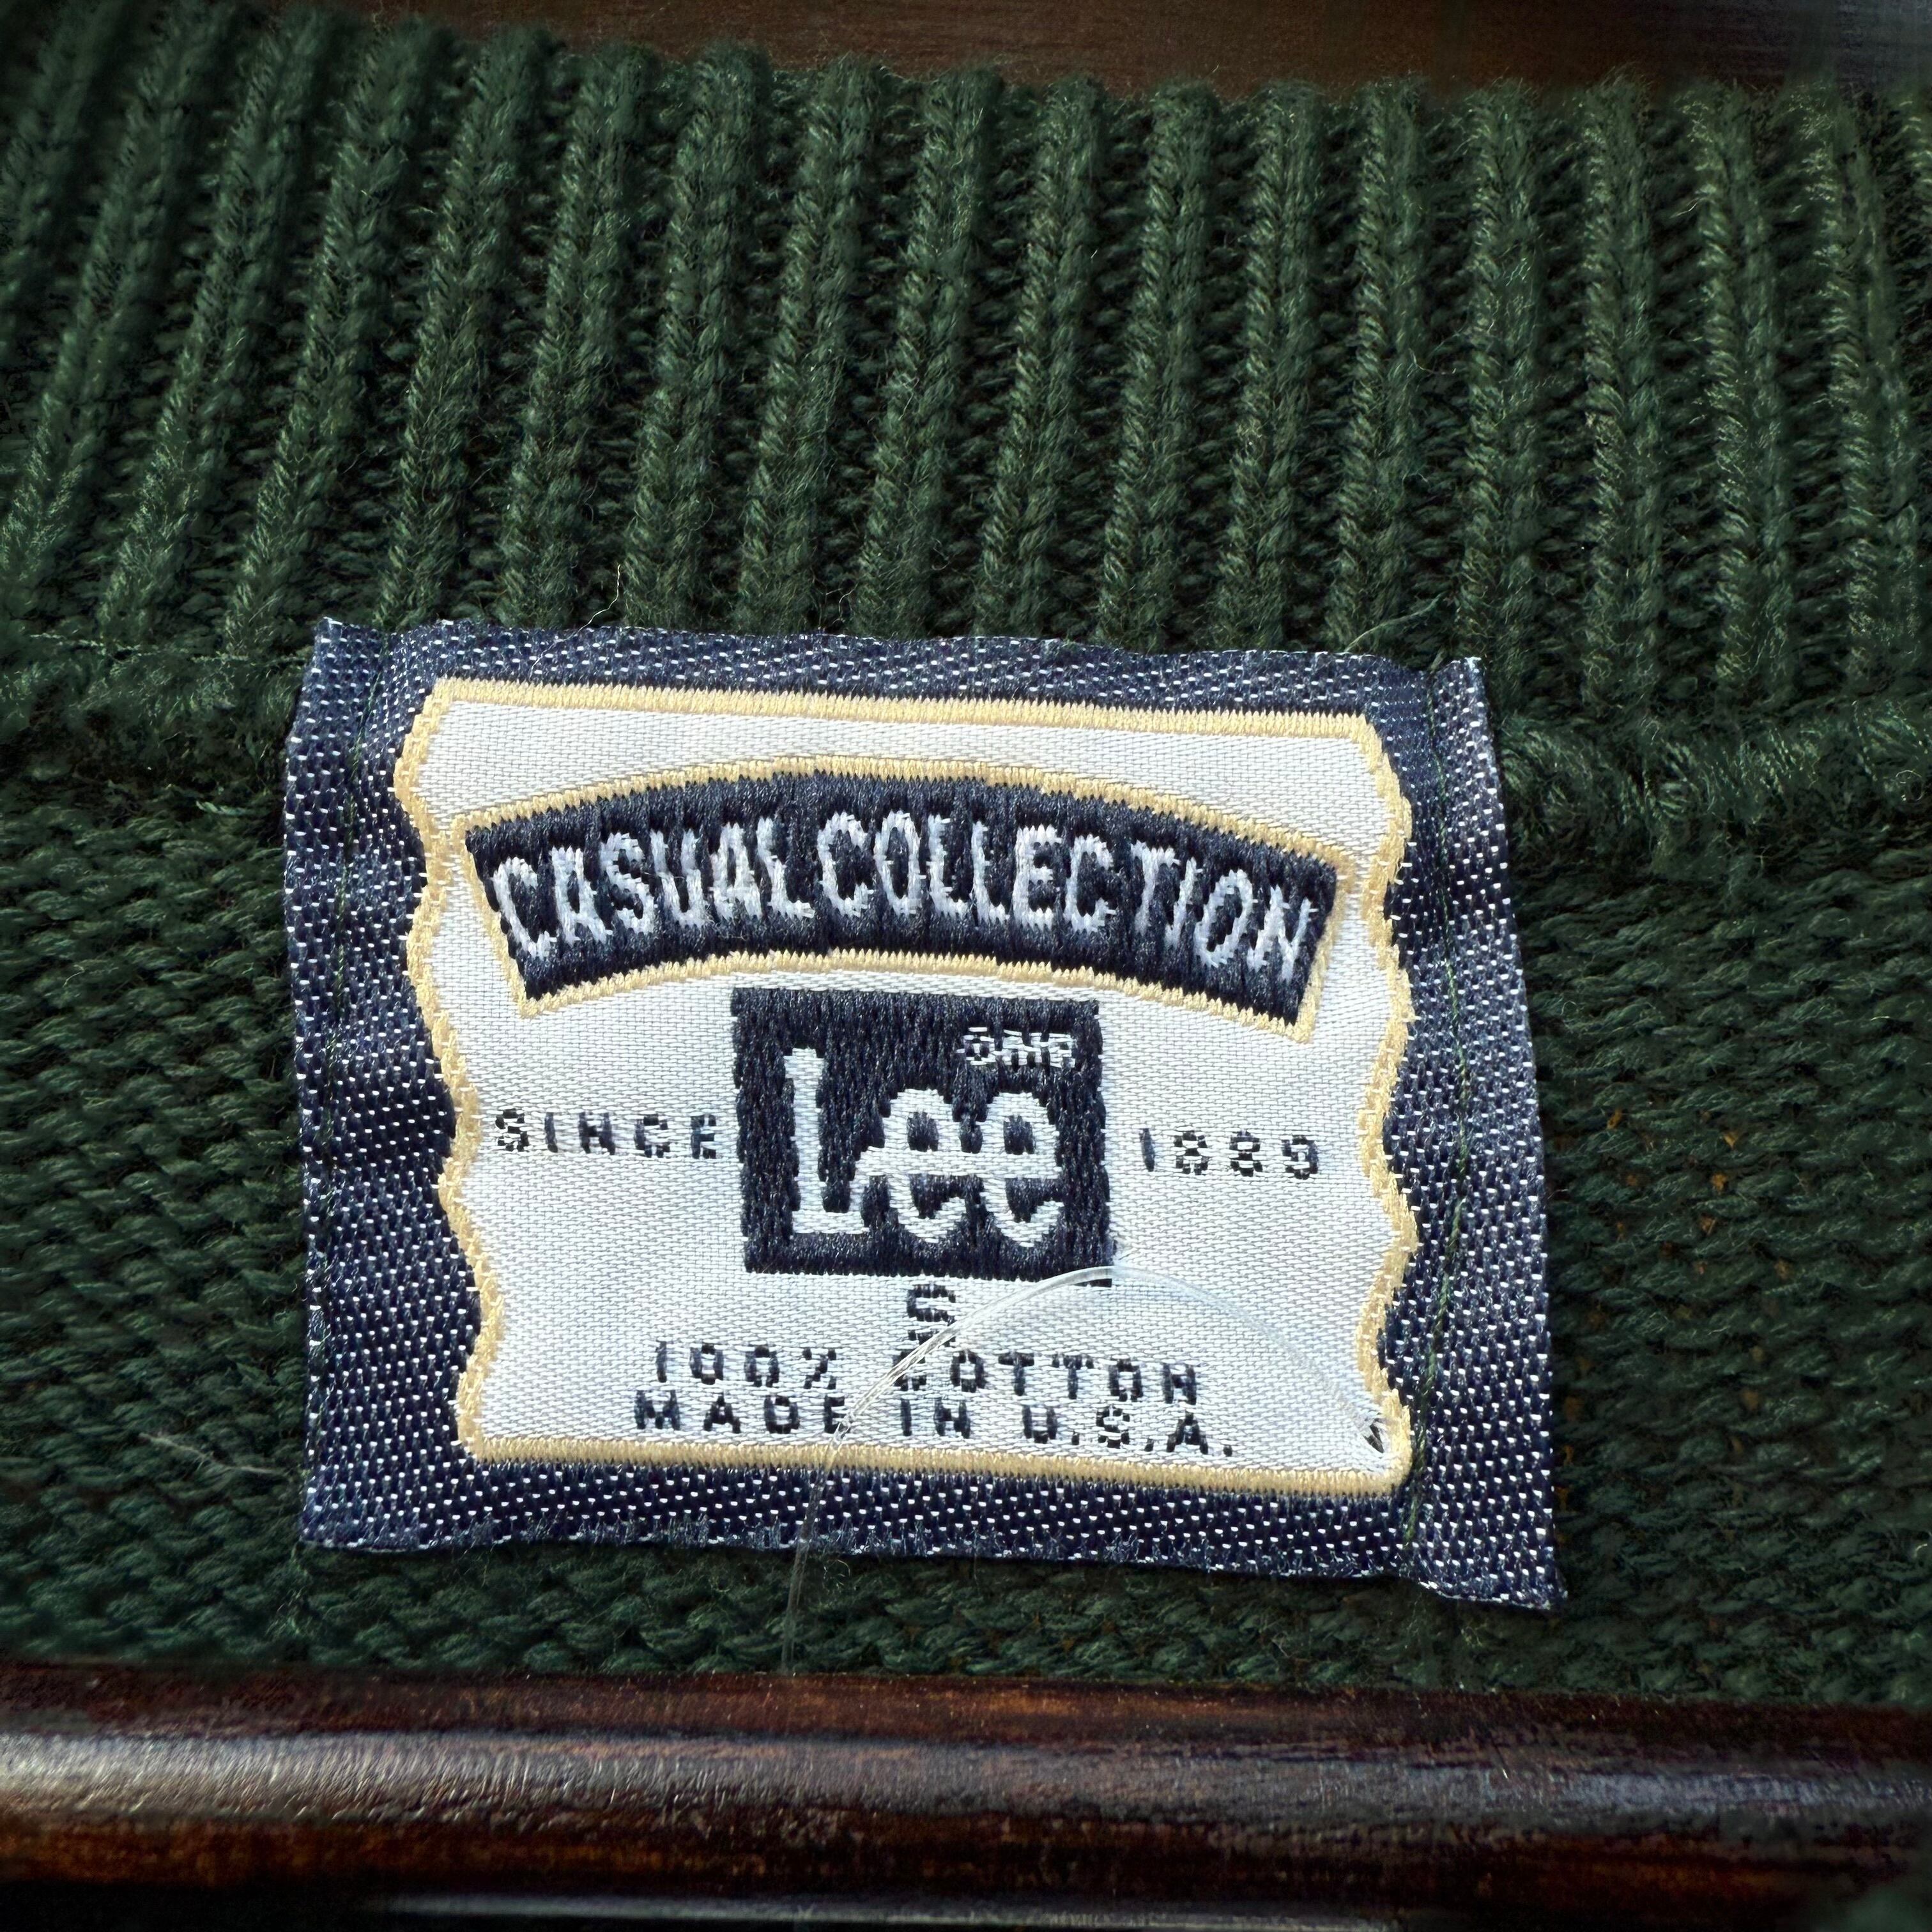 CASUAL COLLECTION
Lee
SINCE 1889
S
100% COTTON
MADE IN U.S.A.